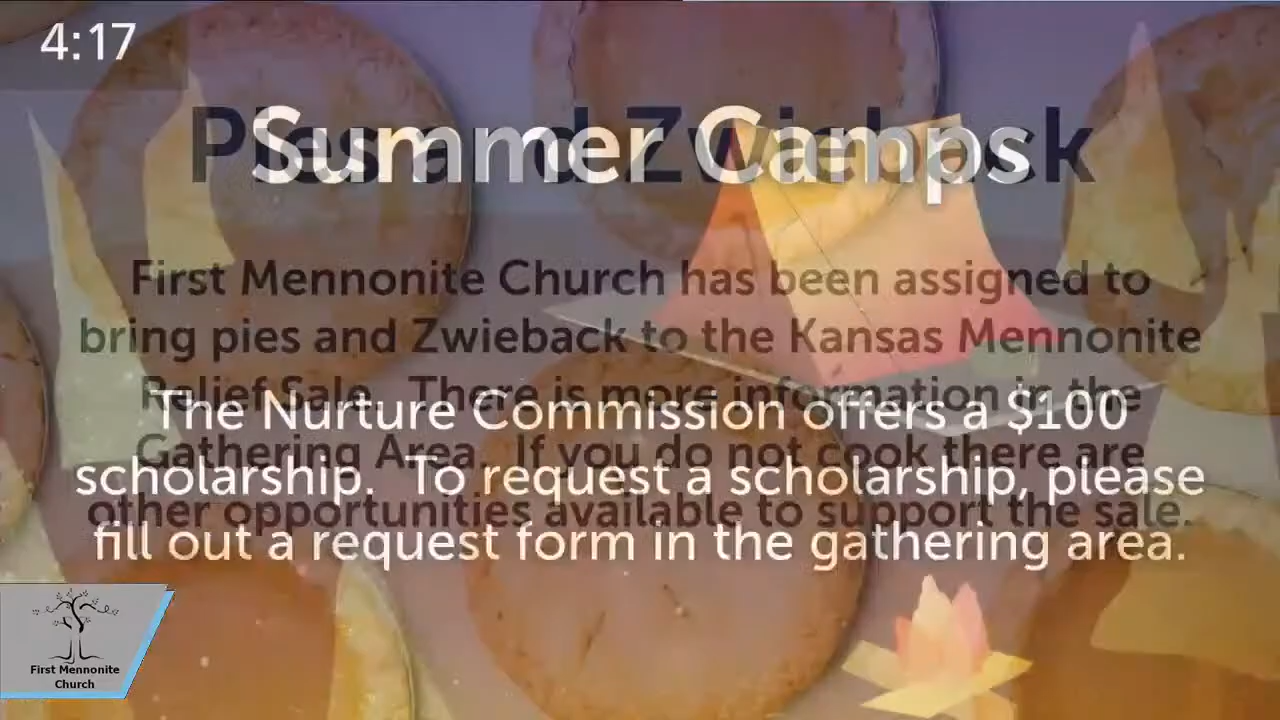 4:17
Pies and Zwieback
Summer Camps
First Mennonite Church has been assigned to
bring pies and Zwieback to the Kansas Mennonite
Relief Sale.  There is more information in the
Gathering Area.  If you do not cook there are
other opportunities available to support the sale.
The Nurture Commission offers a $100
scholarship.  To request a scholarship, please
fill out a request form in the gathering area.
First Mennonite
Church